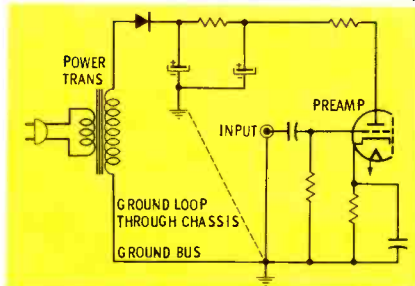 POWER
TRANS
PREAMP
INPUT
GROUND LOOP
THROUGH CHASSIS
GROUND BUS